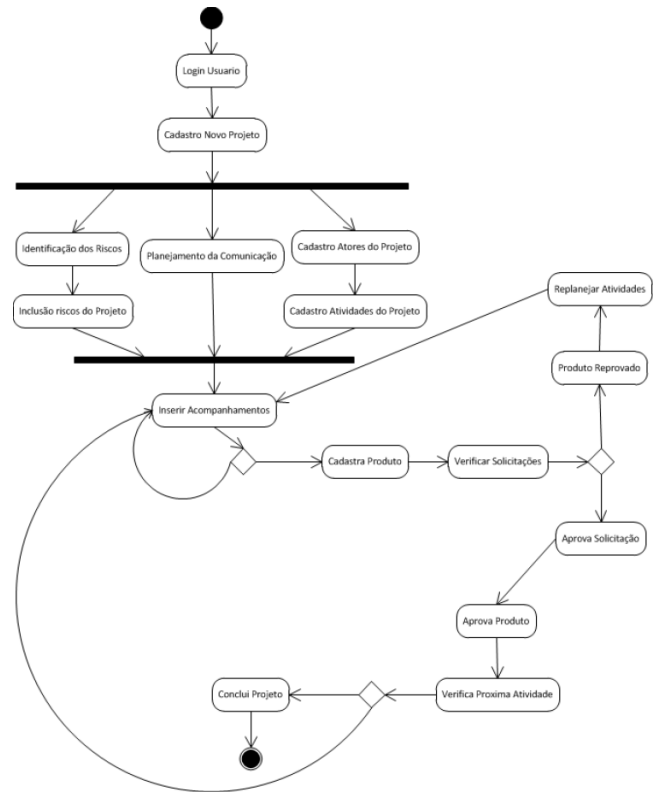 Login Usuario
Cadastro Novo Projeto
Identificação dos Riscos
Planejamento da Comunicação
Cadastro Atores do Projeto
Inclusão riscos do Projeto
Cadastro Atividades do Projeto
Replanejar Atividades
Produto Reprovado
Inserir Acompanhamentos
Cadastra Produto
Verificar Solicitações
Aprova Solicitação
Aprova Produto
Verifica Proxima Atividade
Conclui Projeto